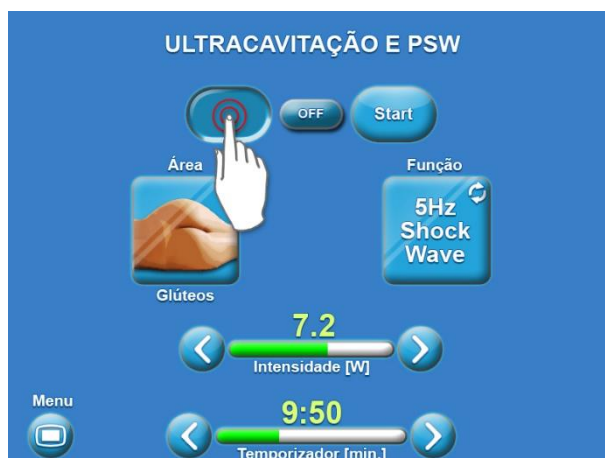 ULTRACAVITAÇÃO E PSW
OFF
Start
Área
Função
5Hz
Shock
Wave
Glúteos
7.2
Intensidade [W]
Menu
9:50
Temporizador [min.]